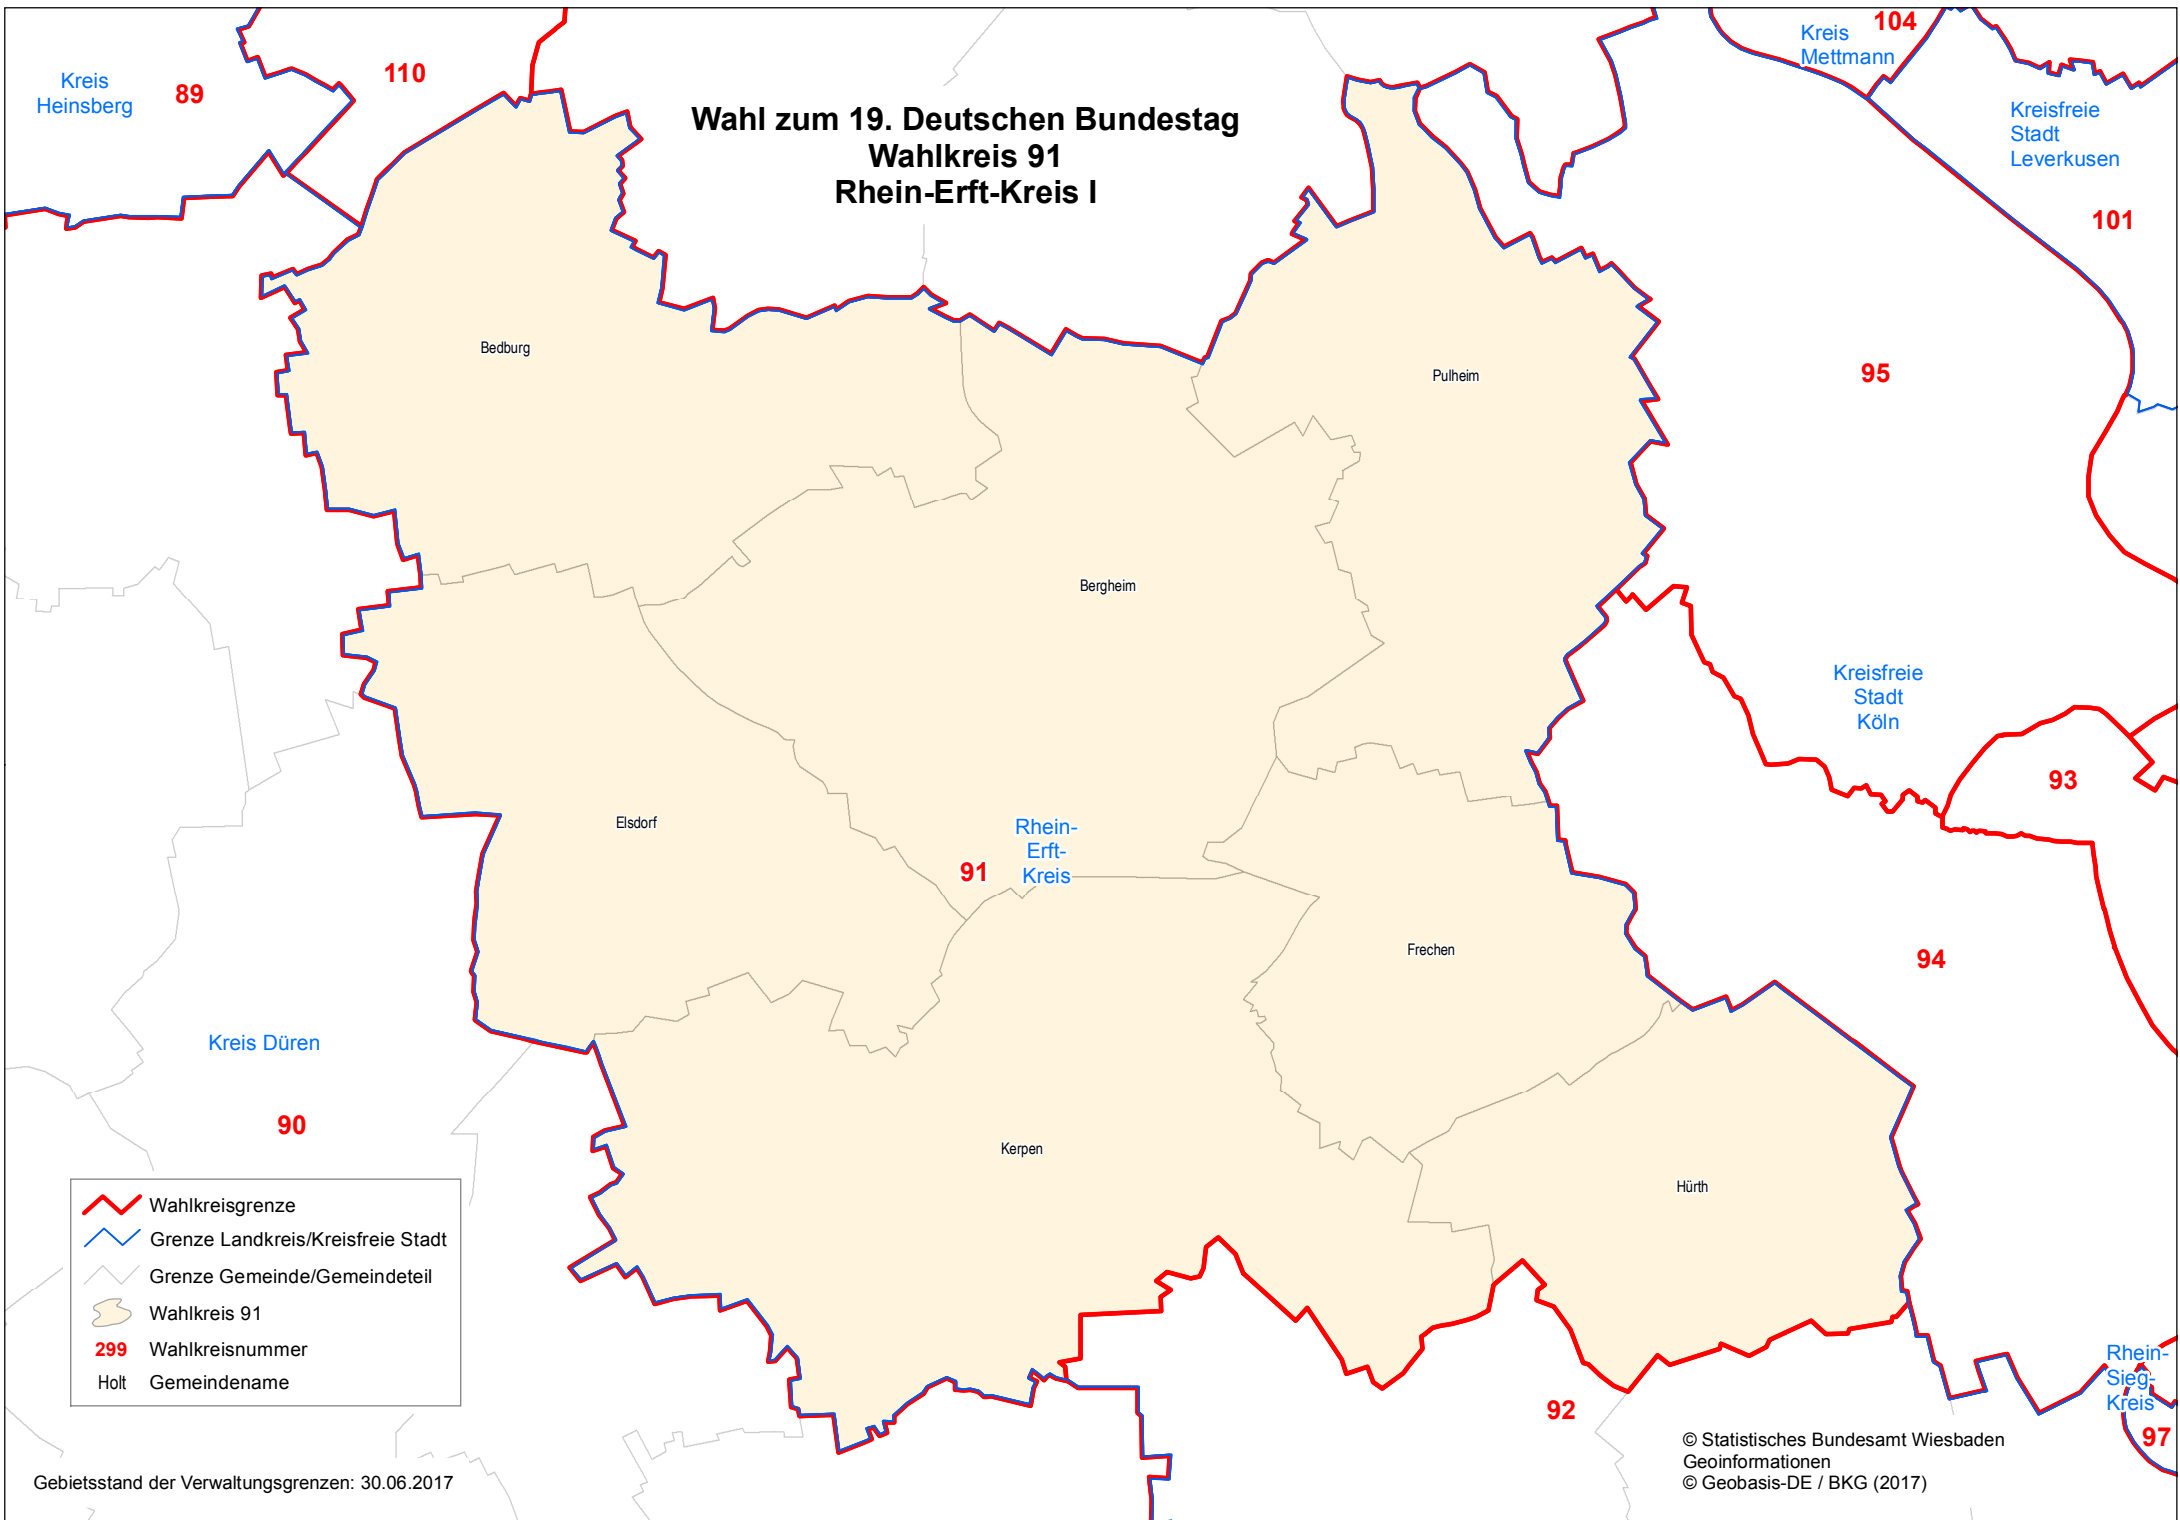 Wahl zum 19. Deutschen Bundestag
Wahlkreis 91
Rhein-Erft-Kreis I
Kreis
Heinsberg
89
110
Kreis
Mettmann
104
Kreisfreie
Stadt
Leverkusen
101
Bedburg
Pulheim
95
Bergheim
Kreisfreie
Stadt
Köln
93
Elsdorf
Rhein-
Erft-
Kreis
91
Frechen
94
Kreis Düren
90
Kerpen
Hürth
Wahlkreisgrenze
Grenze Landkreis/Kreisfreie Stadt
Grenze Gemeinde/Gemeindeteil
Wahlkreis 91
299 Wahlkreisnummer
Holt Gemeindename
92
Rhein-
Sieg-
Kreis
97
Gebietsstand der Verwaltungsgrenzen: 30.06.2017
© Statistisches Bundesamt Wiesbaden
Geoinformationen
© Geobasis-DE / BKG (2017)